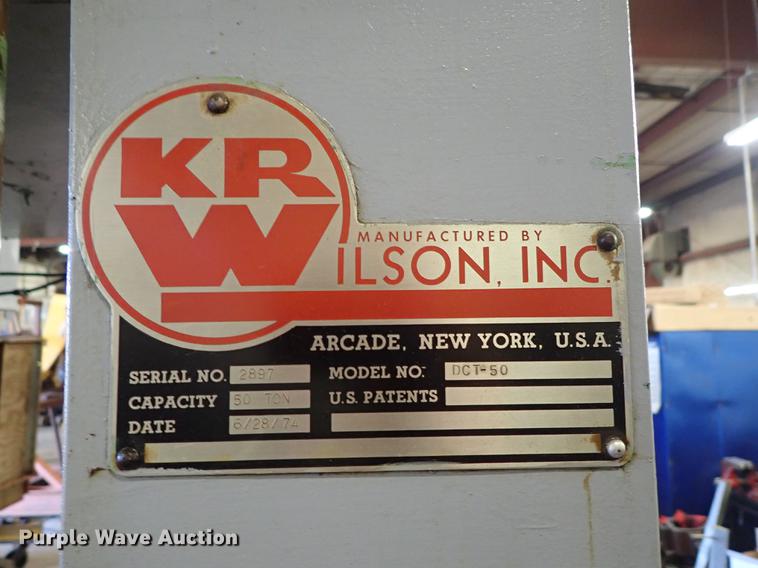 KR
MANUFACTURED BY
WILSON, INC.
ARCADE, NEW YORK, U.S.A.
SERIAL NO. 2897 MODEL NO. DCT-50
CAPACITY 50 TON U.S. PATENTS
DATE 6/28/74
Purple Wave Auction